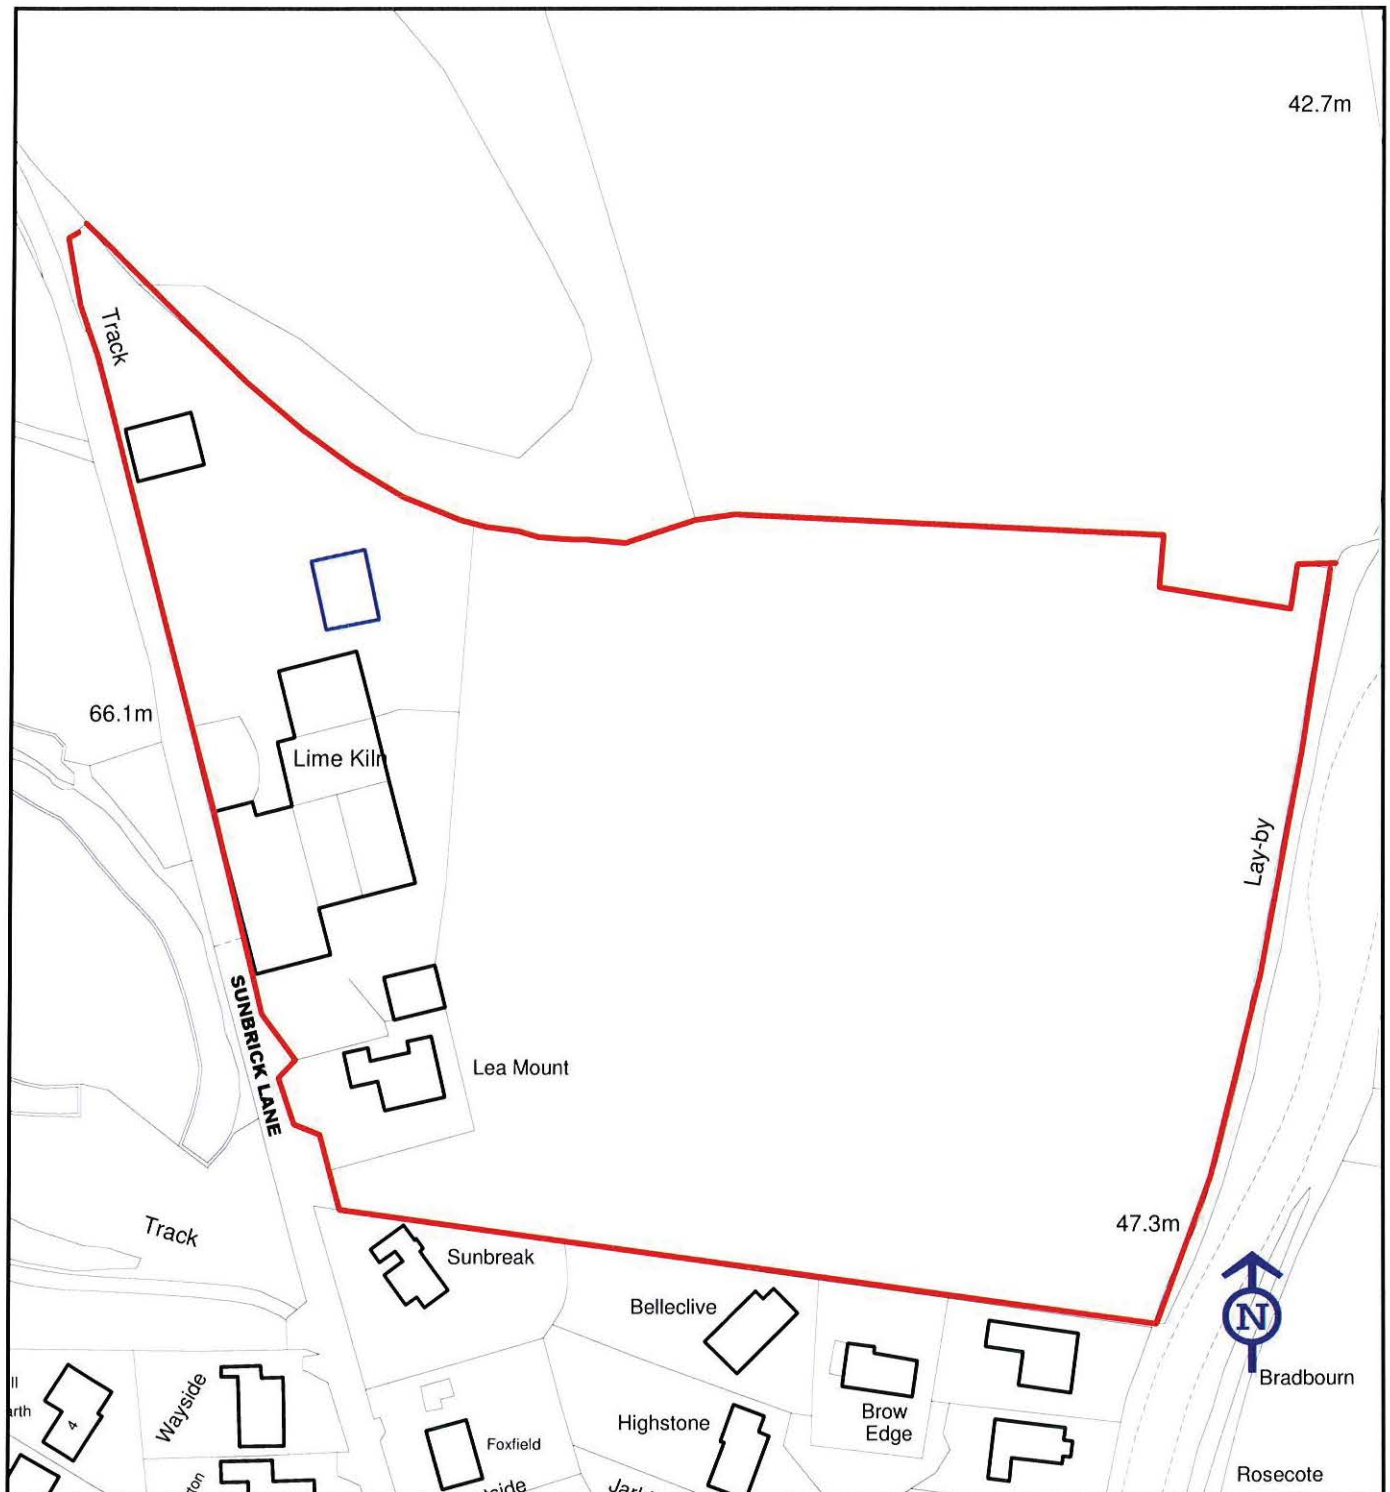 42.7m
Track
66.1m
Lime Kiln
Lay-by
SUNBRICK LANE
Lea Mount
47.3m
Track
Sunbreak
N
Belleclive
Bradbourn
4
Wayside
Highstone
Brow
Edge
Foxfield
Rosecote